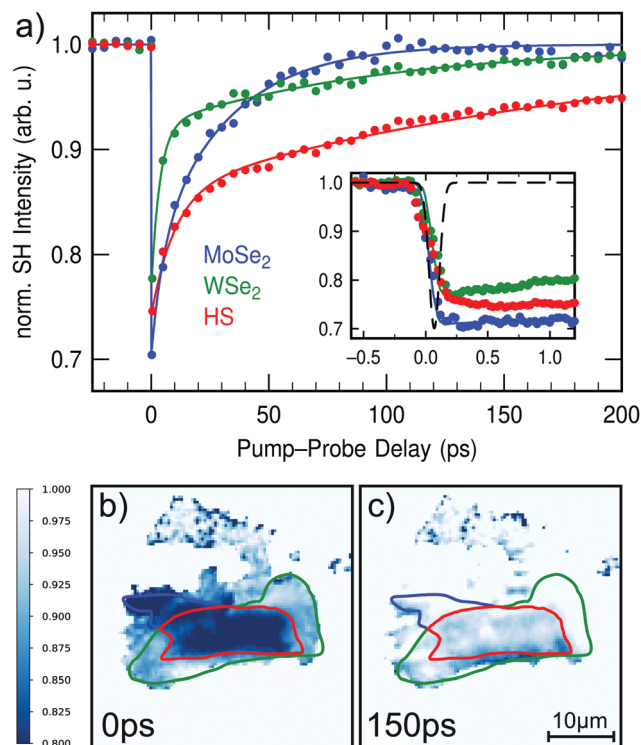 a)
norm. SH Intensity (arb. u.)
1.0
0.9
0.8
0.7
MoSe₂
WSe₂
HS
1.0
0.9
0.8
0.7
−0.5 0.0 0.5 1.0
0 50 100 150 200
Pump–Probe Delay (ps)
1.000
0.975
0.950
0.925
0.900
0.875
0.850
0.825
0.800
b)
0ps
c)
150ps
10µm